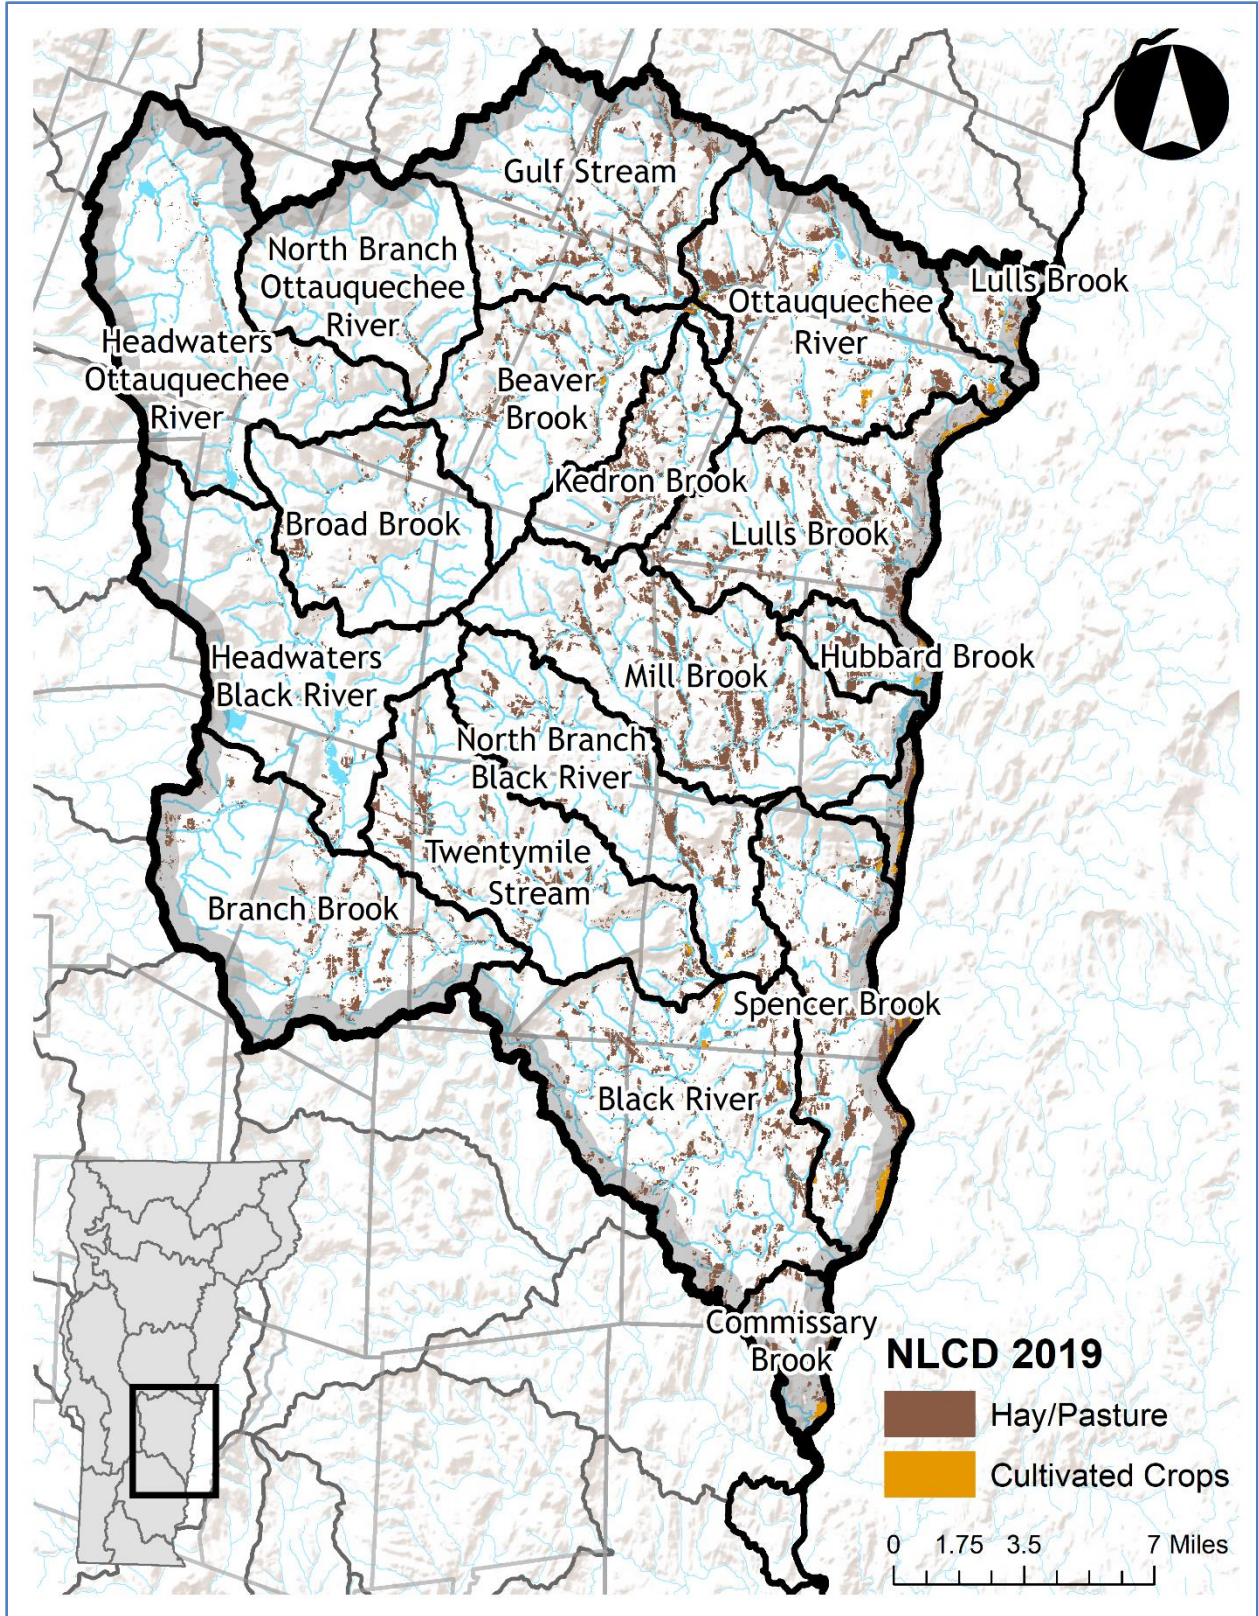 Gulf Stream
North Branch
Ottauquechee
River
Lulls Brook
Ottauquechee
River
Headwaters
Ottauquechee
River
Beaver
Brook
Kedron Brook
Broad Brook
Lulls Brook
Headwaters
Black River
Hubbard Brook
Mill Brook
North Branch
Black River
Twentymile
Stream
Branch Brook
Spencer Brook
Black River
Commissary
Brook
NLCD 2019
Hay/Pasture
Cultivated Crops
0 1.75 3.5 7 Miles